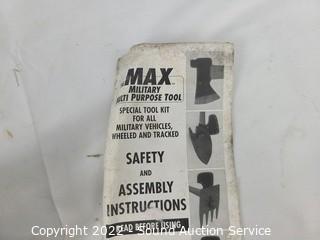 MAX
MILITARY
MULTI PURPOSE TOOL
SPECIAL TOOL KIT
FOR ALL
MILITARY VEHICLES,
WHEELED AND TRACKED
SAFETY
AND
ASSEMBLY
INSTRUCTIONS
READ BEFORE USING
Copyright 2022 - Sound Auction Service